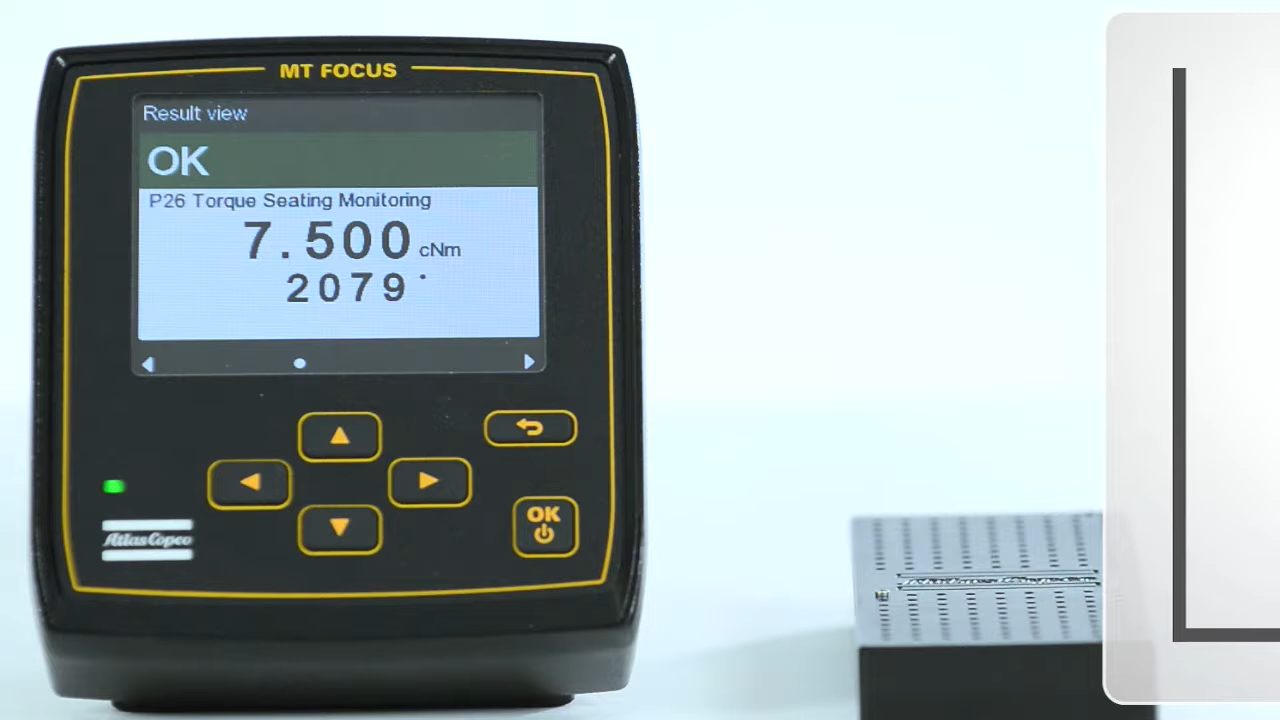 MT FOCUS
Result view
OK
P26 Torque Seating Monitoring
7.500 cNm
2079°
OK
Atlas Copco